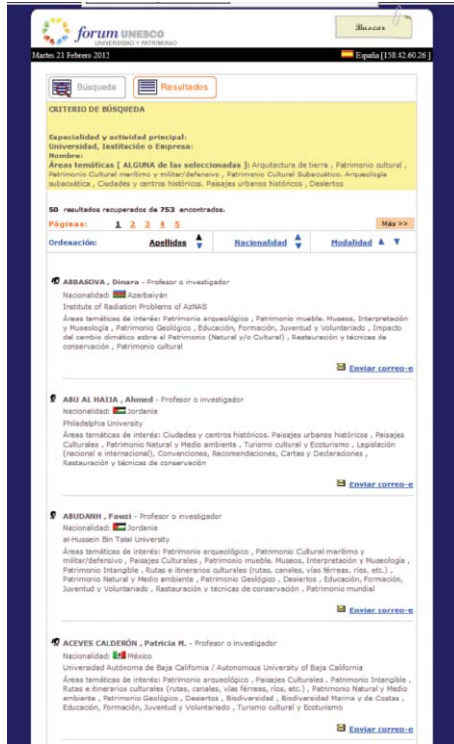 forum UNESCO
UNIVERSIDAD Y PATRIMONIO
Buscar
Martes 21 Febrero 2012
España [158.42.60.26 ]
Búsqueda
Resultados
CRITERIO DE BÚSQUEDA
Especialidad y actividad principal:
Universidad, Institución o Empresa:
Nombre:
Áreas temáticas [ ALGUNA de las seleccionadas ]: Arquitectura de tierra , Patrimonio cultural ,
Patrimonio Cultural marítimo y militar/defensivo , Patrimonio Cultural Subacuático. Arqueología
subacuática , Ciudades y centros históricos. Paisajes urbanos históricos , Desiertos
50 resultados recuperados de 753 encontrados.
Páginas: 1 2 3 4 5
Más >>
Ordenación: Apellidos Nacionalidad Modalidad
ABBASOVA , Dinara - Profesor o investigador
Nacionalidad: Azerbaiyán
Institute of Radiation Problems of AzNAS
Áreas temáticas de interés: Patrimonio arqueológico , Patrimonio mueble. Museos, Interpretación
y Museología , Patrimonio Geológico , Educación, Formación, Juventud y Voluntariado , Impacto
del cambio climático sobre el Patrimonio (Natural y/o Cultural) , Restauración y técnicas de
conservación , Patrimonio cultural
Enviar correo-e
ABU AL HAIJA , Ahmed - Profesor o investigador
Nacionalidad: Jordania
Philadelphia University
Áreas temáticas de interés: Ciudades y centros históricos. Paisajes urbanos históricos , Paisajes
Culturales , Patrimonio Natural y Medio ambiente , Turismo cultural y Ecoturismo , Legislación
(nacional e internacional), Convenciones, Recomendaciones, Cartas y Declaraciones ,
Restauración y técnicas de conservación
Enviar correo-e
ABUDANH , Fawzi - Profesor o investigador
Nacionalidad: Jordania
al-Hussein Bin Talal University
Áreas temáticas de interés: Patrimonio arqueológico , Patrimonio Cultural marítimo y
militar/defensivo , Paisajes Culturales , Patrimonio mueble. Museos, Interpretación y Museología ,
Patrimonio Intangible , Rutas e itinerarios culturales (rutas, canales, vías férreas, ríos, etc.) ,
Patrimonio Natural y Medio ambiente , Patrimonio Geológico , Desiertos , Educación, Formación,
Juventud y Voluntariado , Restauración y técnicas de conservación , Patrimonio mundial
Enviar correo-e
ACEVES CALDERÓN , Patricia M. - Profesor o investigador
Nacionalidad: México
Universidad Autónoma de Baja California / Autonomous University of Baja California
Áreas temáticas de interés: Patrimonio arqueológico , Paisajes Culturales , Patrimonio Intangible ,
Rutas e itinerarios culturales (rutas, canales, vías férreas, ríos, etc.) , Patrimonio Natural y Medio
ambiente , Patrimonio Geológico , Desiertos , Biodiversidad , Biodiversidad Marina y de Costas ,
Educación, Formación, Juventud y Voluntariado , Turismo cultural y Ecoturismo
Enviar correo-e